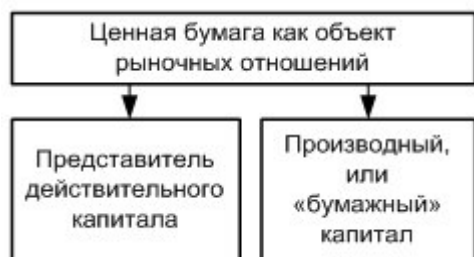 Ценная бумага как объект
рыночных отношений
Представитель
действительного
капитала
Производный,
или
«бумажный»
капитал